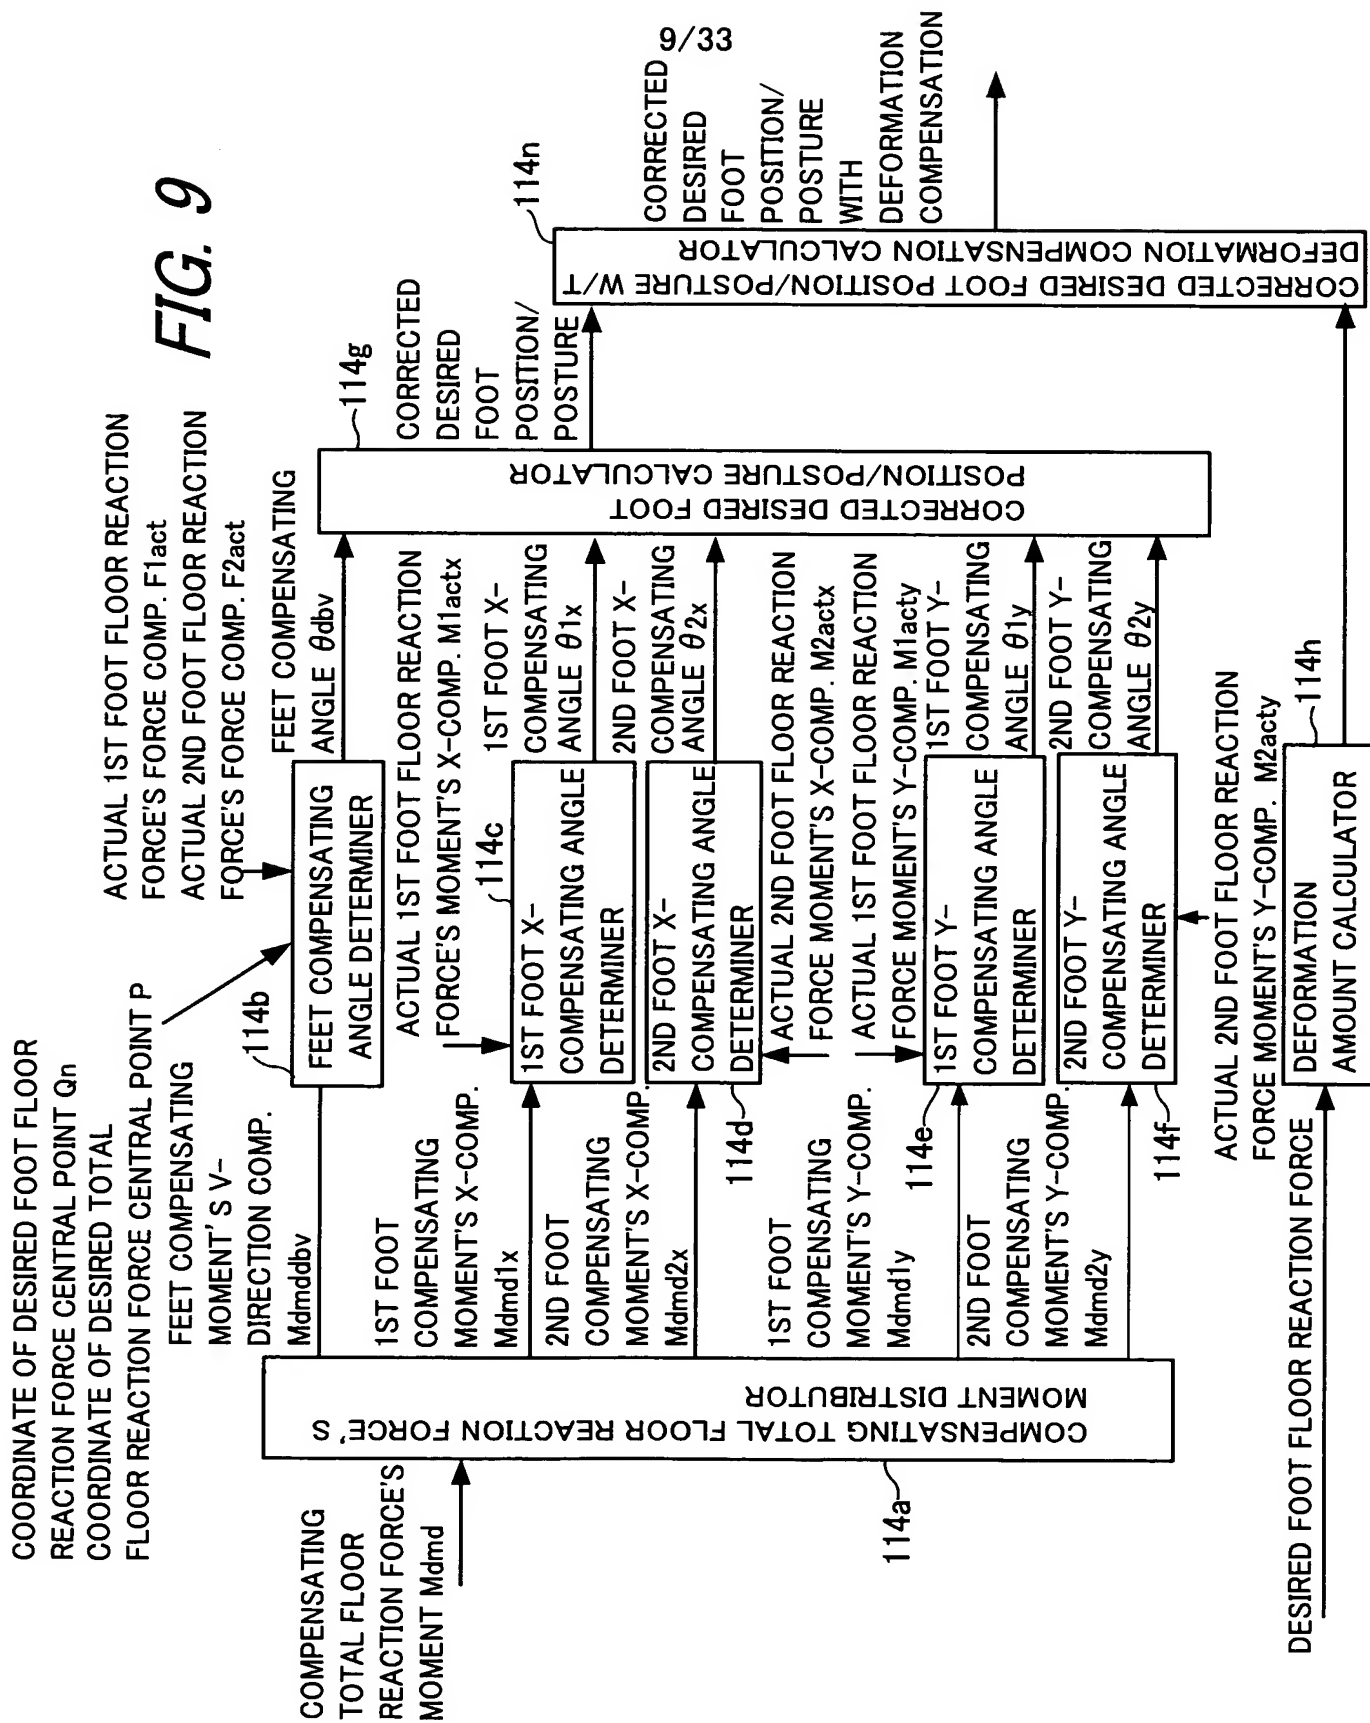 9/33
FIG. 9
COORDINATE OF DESIRED FOOT FLOOR
REACTION FORCE CENTRAL POINT Qn
COORDINATE OF DESIRED TOTAL
FLOOR REACTION FORCE CENTRAL POINT P
ACTUAL 1ST FOOT FLOOR REACTION
FORCE'S FORCE COMP. F1act
ACTUAL 2ND FOOT FLOOR REACTION
FORCE'S FORCE COMP. F2act
COMPENSATING
TOTAL FLOOR
REACTION FORCE'S
MOMENT Mdmd
COMPENSATING TOTAL FLOOR REACTION FORCE'S
MOMENT DISTRIBUTOR
114a
FEET COMPENSATING
MOMENT'S V-
DIRECTION COMP.
Mdmddbv
114b
FEET COMPENSATING
ANGLE DETERMINER
FEET COMPENSATING
ANGLE θdbv
1ST FOOT
COMPENSATING
MOMENT'S X-COMP.
Mdmd1x
ACTUAL 1ST FOOT FLOOR REACTION
FORCE'S MOMENT'S X-COMP. M1actx
114c
1ST FOOT X-
COMPENSATING ANGLE
DETERMINER
1ST FOOT X-
COMPENSATING
ANGLE θ1x
2ND FOOT
COMPENSATING
MOMENT'S X-COMP.
Mdmd2x
2ND FOOT X-
COMPENSATING ANGLE
DETERMINER
114d
2ND FOOT X-
COMPENSATING
ANGLE θ2x
ACTUAL 2ND FOOT FLOOR REACTION
FORCE MOMENT'S X-COMP. M2actx
ACTUAL 1ST FOOT FLOOR REACTION
FORCE MOMENT'S Y-COMP. M1acty
1ST FOOT
COMPENSATING
MOMENT'S Y-COMP.
Mdmd1y
114e
1ST FOOT Y-
COMPENSATING ANGLE
DETERMINER
1ST FOOT Y-
COMPENSATING
ANGLE θ1y
2ND FOOT
COMPENSATING
MOMENT'S Y-COMP.
Mdmd2y
114f
2ND FOOT Y-
COMPENSATING ANGLE
DETERMINER
2ND FOOT Y-
COMPENSATING
ANGLE θ2y
ACTUAL 2ND FOOT FLOOR REACTION
FORCE MOMENT'S Y-COMP. M2acty
114g
CORRECTED DESIRED FOOT
POSITION/POSTURE CALCULATOR
CORRECTED
DESIRED
FOOT
POSITION/
POSTURE
DESIRED FOOT FLOOR REACTION FORCE
114h
DEFORMATION
AMOUNT CALCULATOR
114n
CORRECTED DESIRED FOOT POSITION/POSTURE W/T
DEFORMATION COMPENSATION CALCULATOR
CORRECTED
DESIRED
FOOT
POSITION/
POSTURE
WITH
DEFORMATION
COMPENSATION